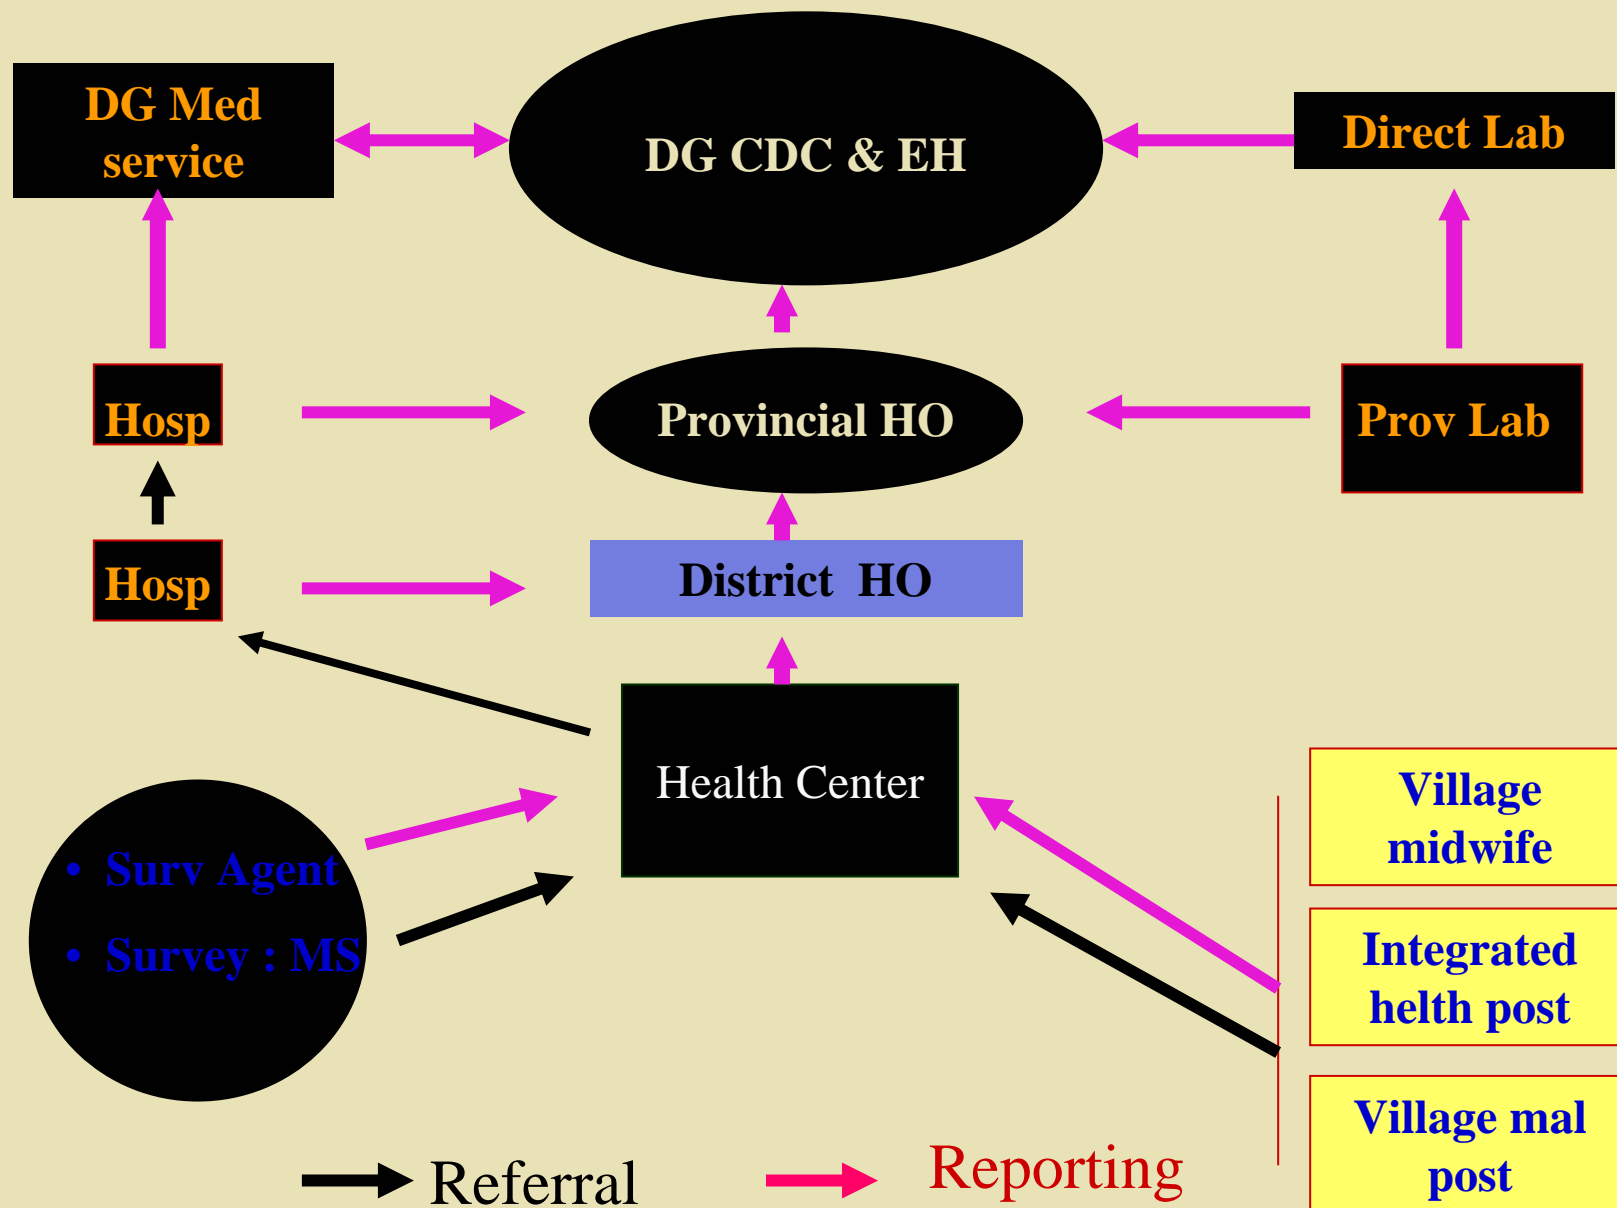 DG Med
service
DG CDC & EH
Direct Lab
Hosp
Provincial HO
Prov Lab
Hosp
District HO
Health Center
• Surv Agent
• Survey : MS
Village
midwife
Integrated
helth post
Village mal
post
Referral
Reporting